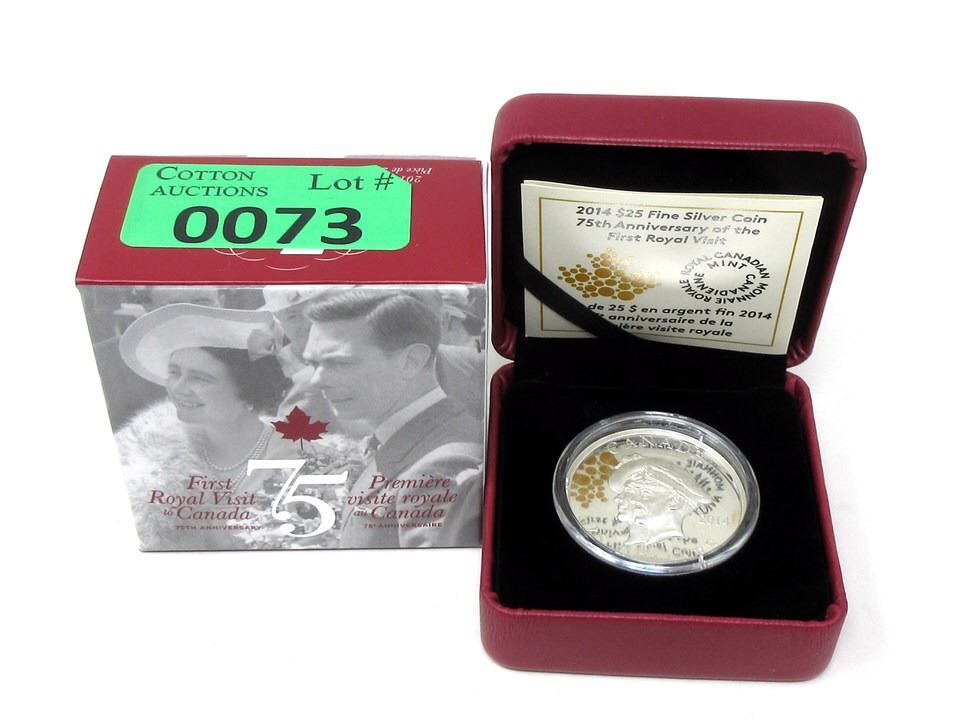 COTTON
AUCTIONS
Lot #
0073
First
Royal Visit
to Canada
75TH ANNIVERSARY
75
Première
visite royale
au Canada
75e ANNIVERSAIRE
2014 $25 Fine Silver Coin
75th Anniversary of the
First Royal Visit
ROYAL CANADIAN MINT
MONNAIE ROYALE CANADIENNE
de 25 $ en argent fin 2014
anniversaire de la
visite royale
CANADA
2014